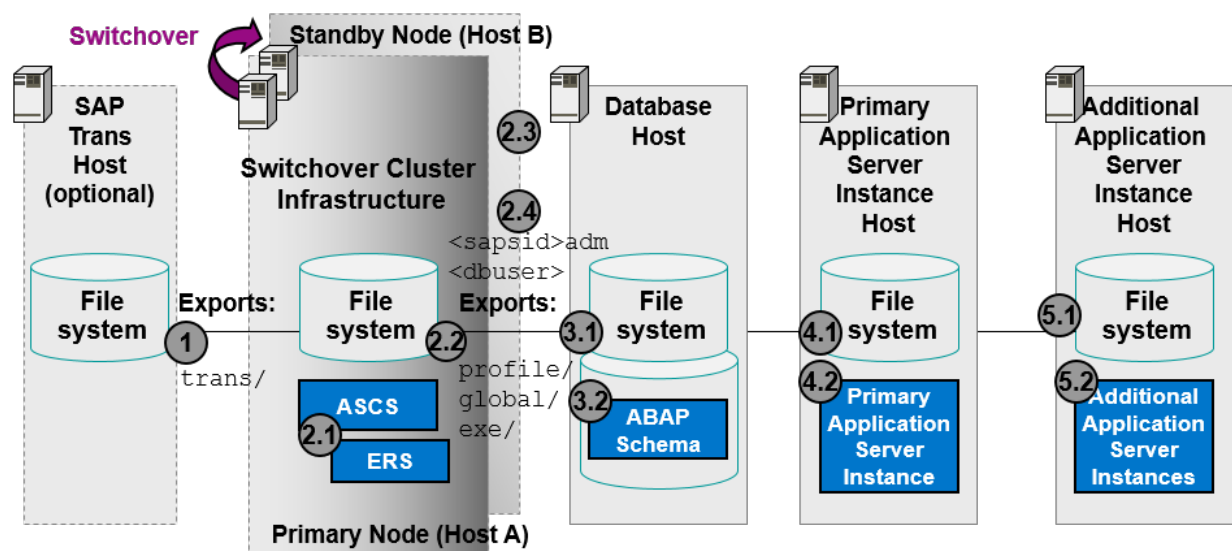 Switchover
Standby Node (Host B)
SAP
Trans
Host
(optional)
File
system
1
Exports:
trans/
Switchover Cluster
Infrastructure
File
system
2.2
ASCS
2.1
ERS
Primary Node (Host A)
2.3
2.4
<sapsid>adm
<dbuser>
Exports:
profile/
global/
exe/
Database
Host
File
system
3.1
3.2
ABAP
Schema
Primary
Application
Server
Instance
Host
File
system
4.1
4.2
Primary
Application
Server
Instance
Additional
Application
Server
Instance
Host
5.1
File
system
5.2
Additional
Application
Server
Instances